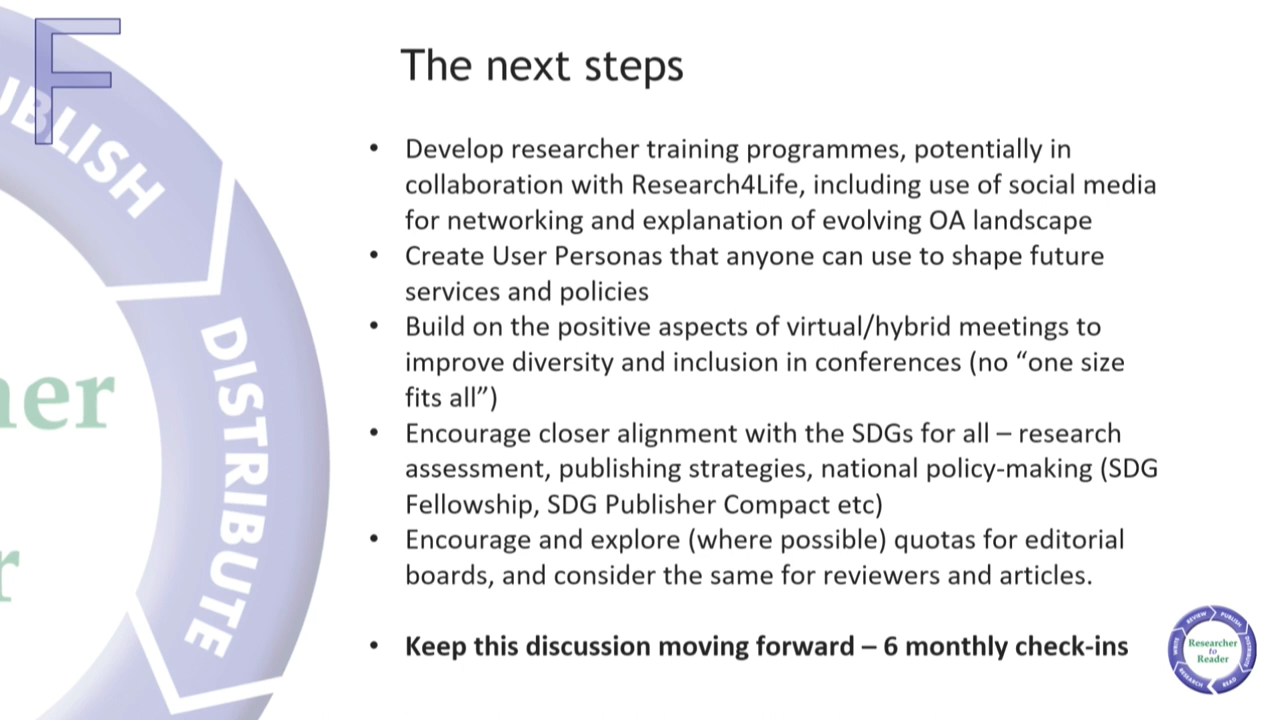 F
The next steps
• Develop researcher training programmes, potentially in
collaboration with Research4Life, including use of social media
for networking and explanation of evolving OA landscape
• Create User Personas that anyone can use to shape future
services and policies
• Build on the positive aspects of virtual/hybrid meetings to
improve diversity and inclusion in conferences (no “one size
fits all”)
• Encourage closer alignment with the SDGs for all – research
assessment, publishing strategies, national policy-making (SDG
Fellowship, SDG Publisher Compact etc)
• Encourage and explore (where possible) quotas for editorial
boards, and consider the same for reviewers and articles.
• Keep this discussion moving forward – 6 monthly check-ins
UBLISH
DISTRIBUTE
er
r
REVIEW
PUBLISH
DISTRIBUTE
READ
RESEARCH
Researcher
to
Reader